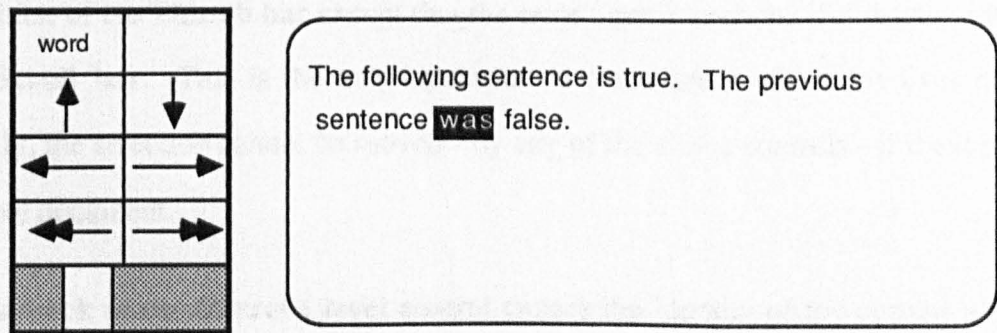 word
The following sentence is true. The previous
sentence was false.